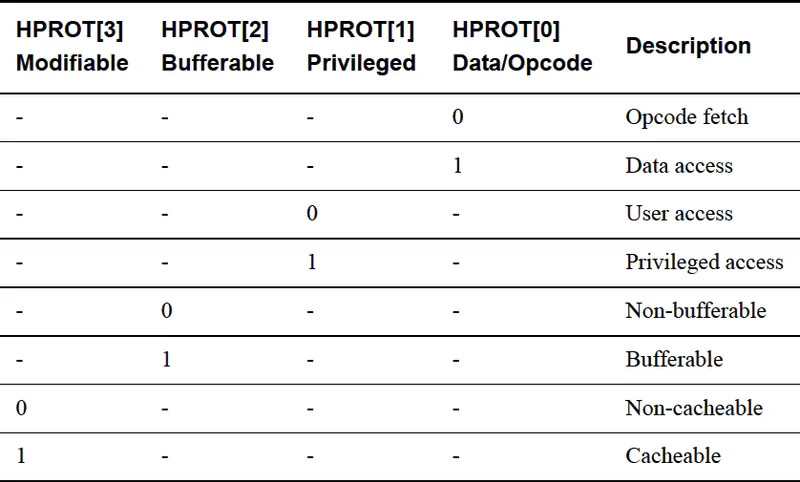 HPROT[3] HPROT[2] HPROT[1] HPROT[0] Description
Modifiable Bufferable Privileged Data/Opcode
- - - 0 Opcode fetch
- - - 1 Data access
- - 0 - User access
- - 1 - Privileged access
- 0 - - Non-bufferable
- 1 - - Bufferable
0 - - - Non-cacheable
1 - - - Cacheable